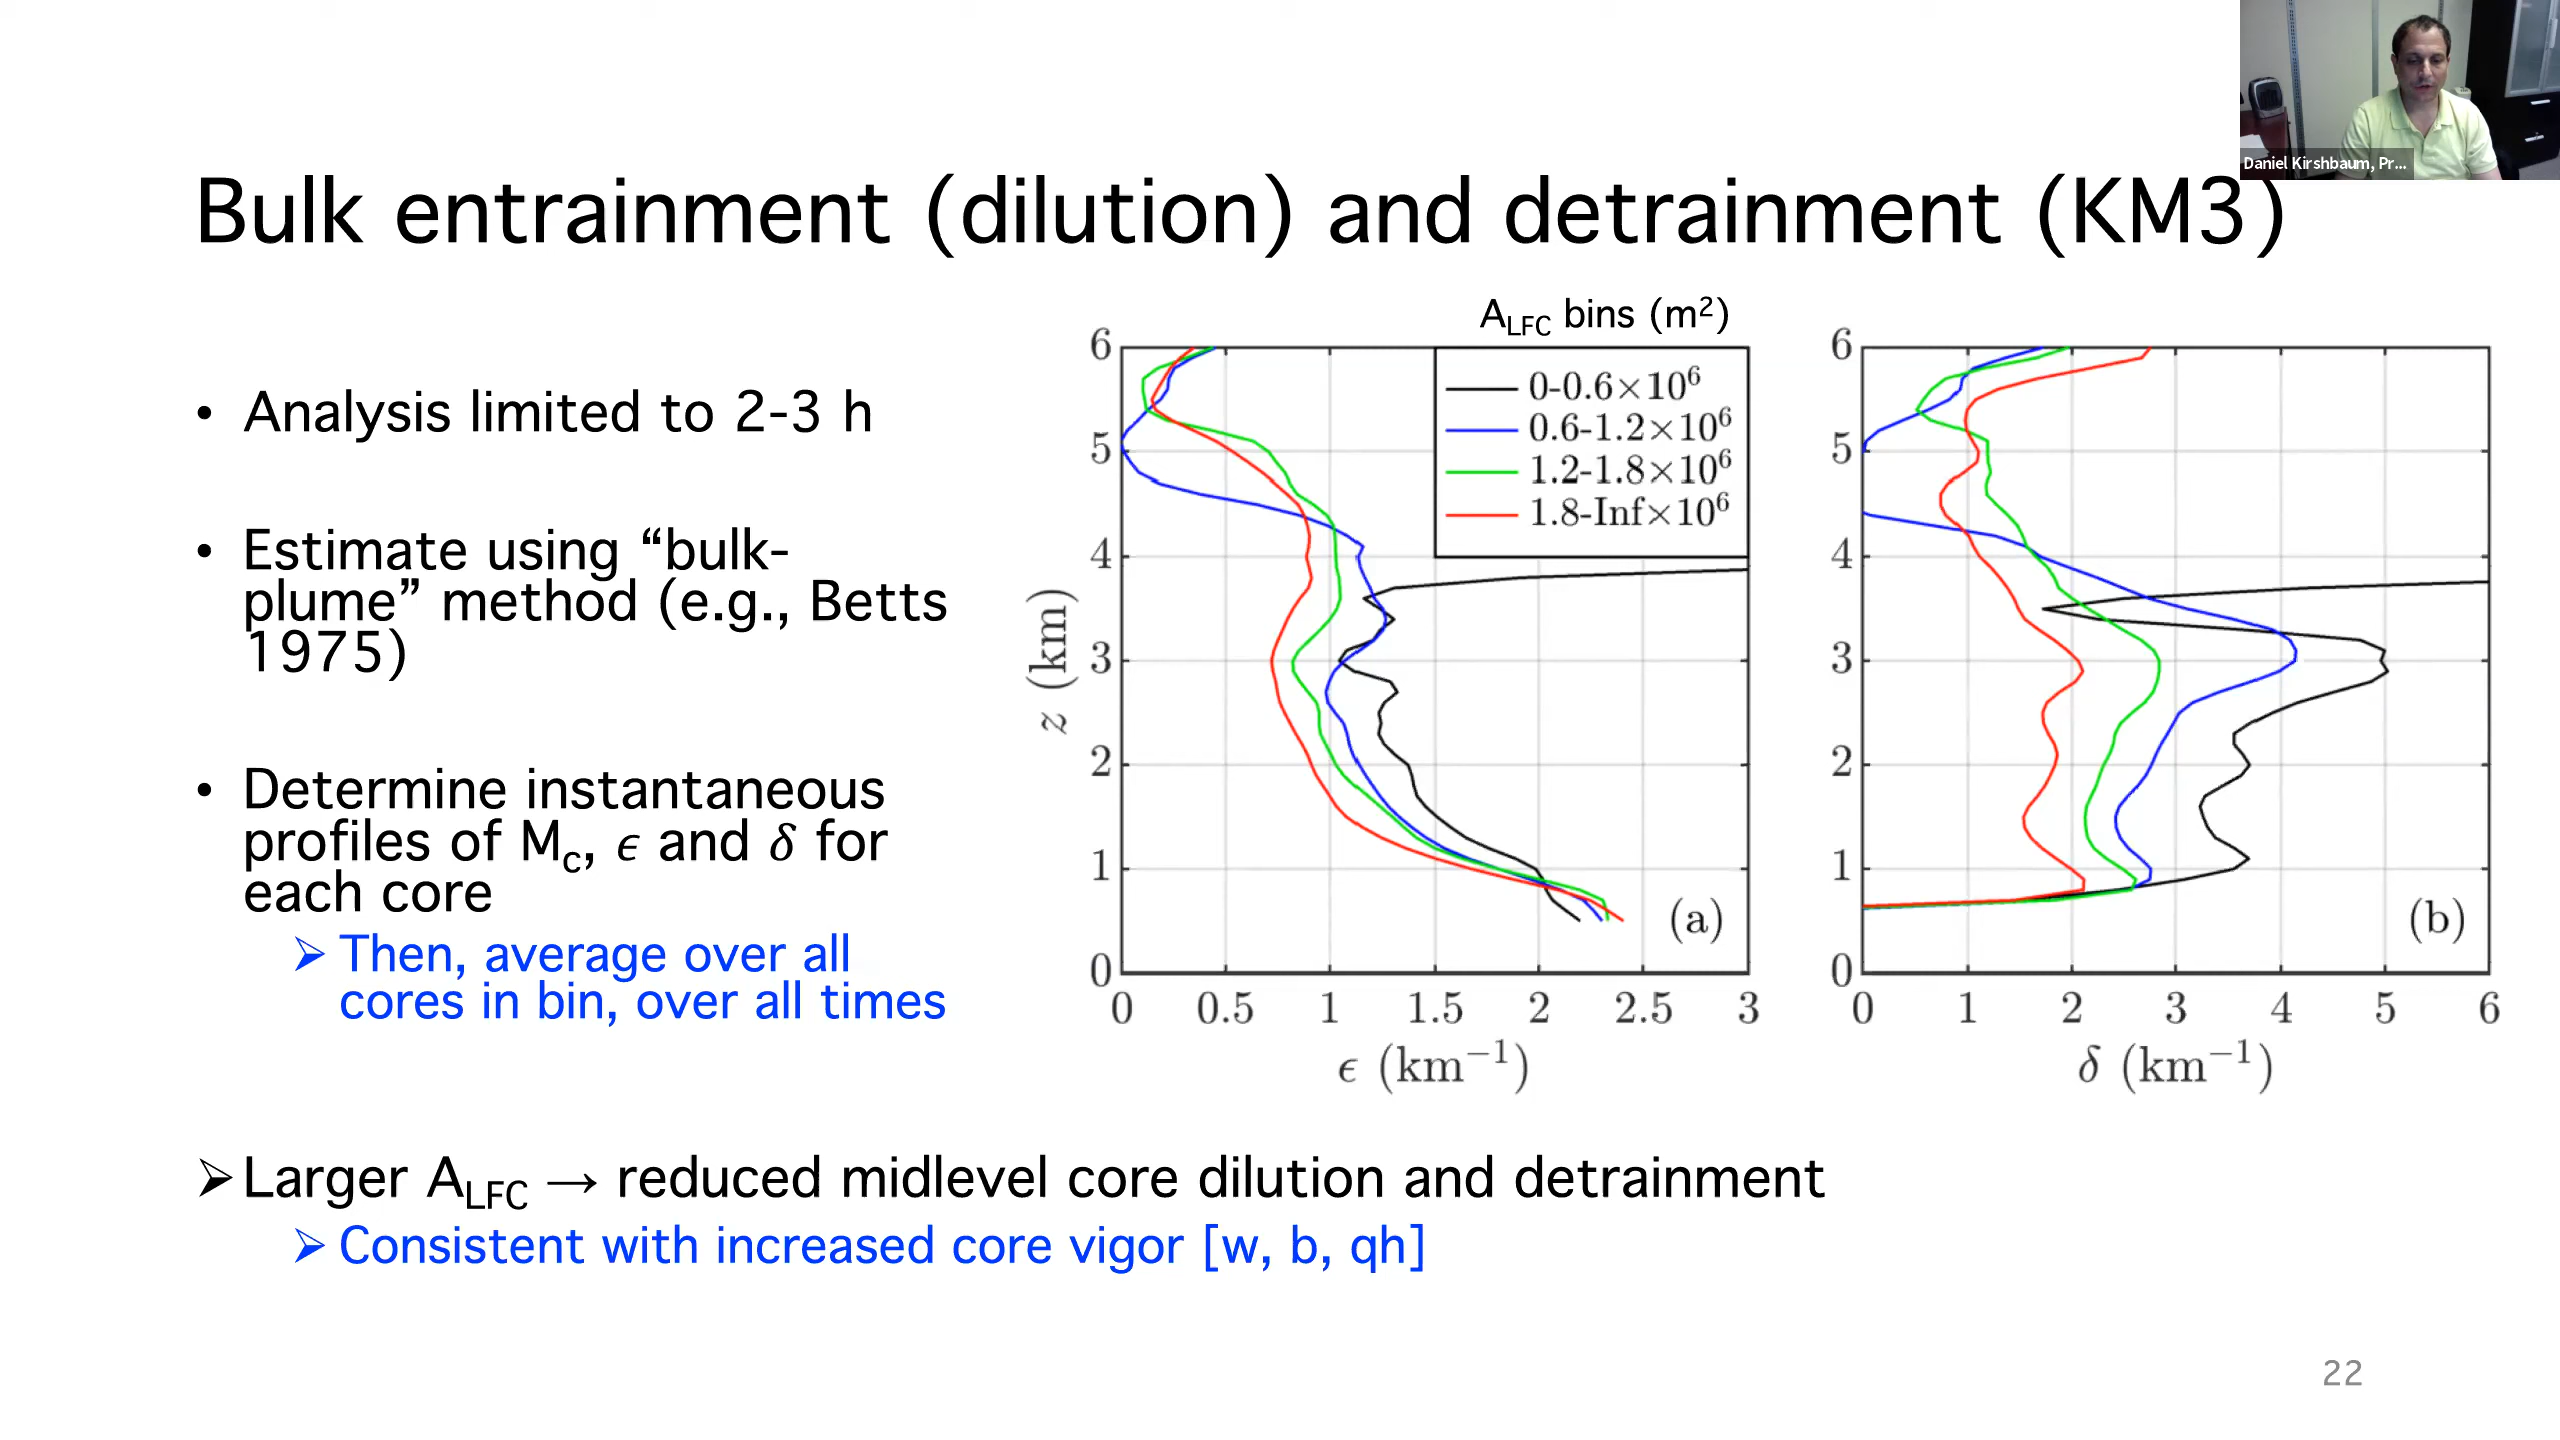 Daniel Kirshbaum, Pr...
Bulk entrainment (dilution) and detrainment (KM3)
• Analysis limited to 2-3 h
• Estimate using “bulk-
plume” method (e.g., Betts
1975)
• Determine instantaneous
profiles of Mc, ϵ and δ for
each core
➢ Then, average over all
cores in bin, over all times
A_LFC bins (m²)
0-0.6×10⁶
0.6-1.2×10⁶
1.2-1.8×10⁶
1.8-Inf×10⁶
6
5
4
3
2
1
0
z (km)
0 0.5 1 1.5 2 2.5 3
ϵ (km⁻¹)
(a)
6
5
4
3
2
1
0
0 1 2 3 4 5 6
δ (km⁻¹)
(b)
➢ Larger A_LFC → reduced midlevel core dilution and detrainment
➢ Consistent with increased core vigor [w, b, qh]
22